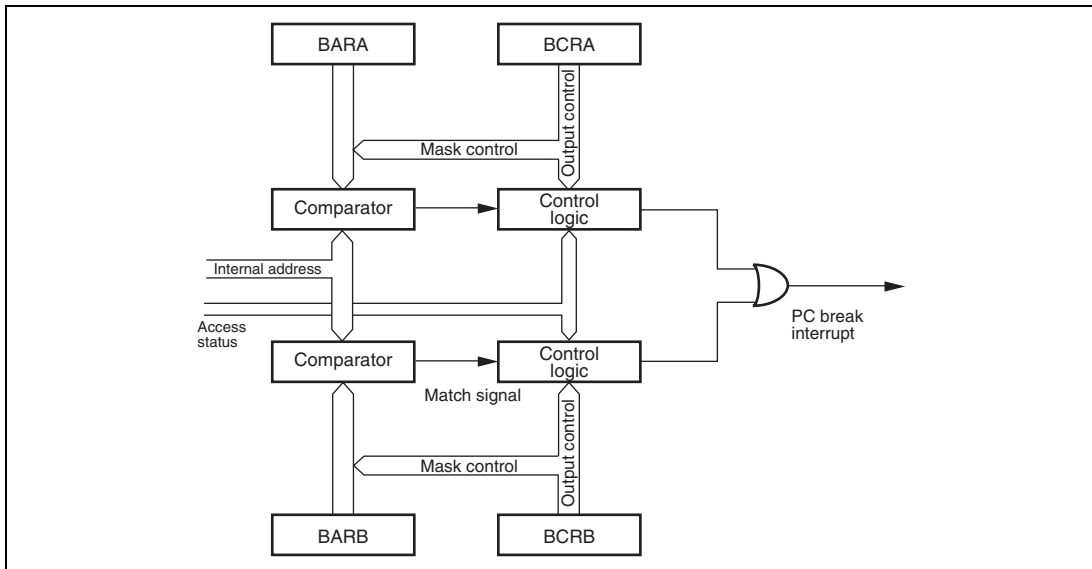 BARA
BCRA
Output control
Mask control
Comparator
Control
logic
Internal address
Access
status
PC break
interrupt
Comparator
Control
logic
Match signal
Output control
Mask control
BARB
BCRB